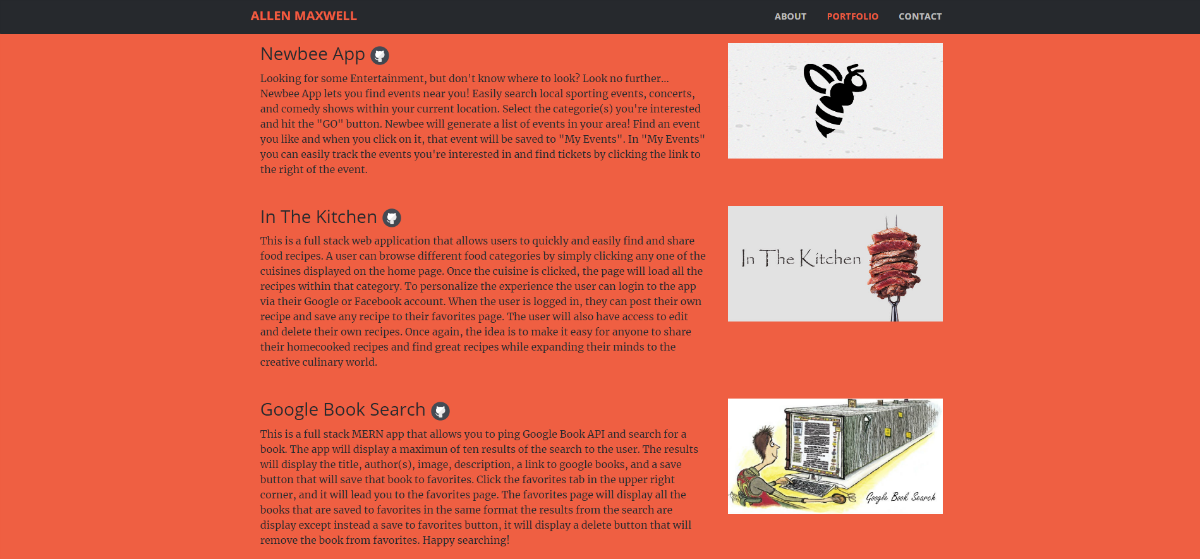 ALLEN MAXWELL
ABOUT PORTFOLIO CONTACT
Newbee App
Looking for some Entertainment, but don't know where to look? Look no further...
Newbee App lets you find events near you! Easily search local sporting events, concerts,
and comedy shows within your current location. Select the categorie(s) you're interested
and hit the "GO" button. Newbee will generate a list of events in your area! Find an event
you like and when you click on it, that event will be saved to "My Events". In "My Events"
you can easily track the events you're interested in and find tickets by clicking the link to
the right of the event.
In The Kitchen
This is a full stack web application that allows users to quickly and easily find and share
food recipes. A user can browse different food categories by simply clicking any one of the
cuisines displayed on the home page. Once the cuisine is clicked, the page will load all the
recipes within that category. To personalize the experience the user can login to the app
via their Google or Facebook account. When the user is logged in, they can post their own
recipe and save any recipe to their favorites page. The user will also have access to edit
and delete their own recipes. Once again, the idea is to make it easy for anyone to share
their homecooked recipes and find great recipes while expanding their minds to the
creative culinary world.
In The Kitchen
Google Book Search
This is a full stack MERN app that allows you to ping Google Book API and search for a
book. The app will display a maximun of ten results of the search to the user. The results
will display the title, author(s), image, description, a link to google books, and a save
button that will save that book to favorites. Click the favorites tab in the upper right
corner, and it will lead you to the favorites page. The favorites page will display all the
books that are saved to favorites in the same format the results from the search are
display except instead a save to favorites button, it will display a delete button that will
remove the book from favorites. Happy searching!
Google Book Search